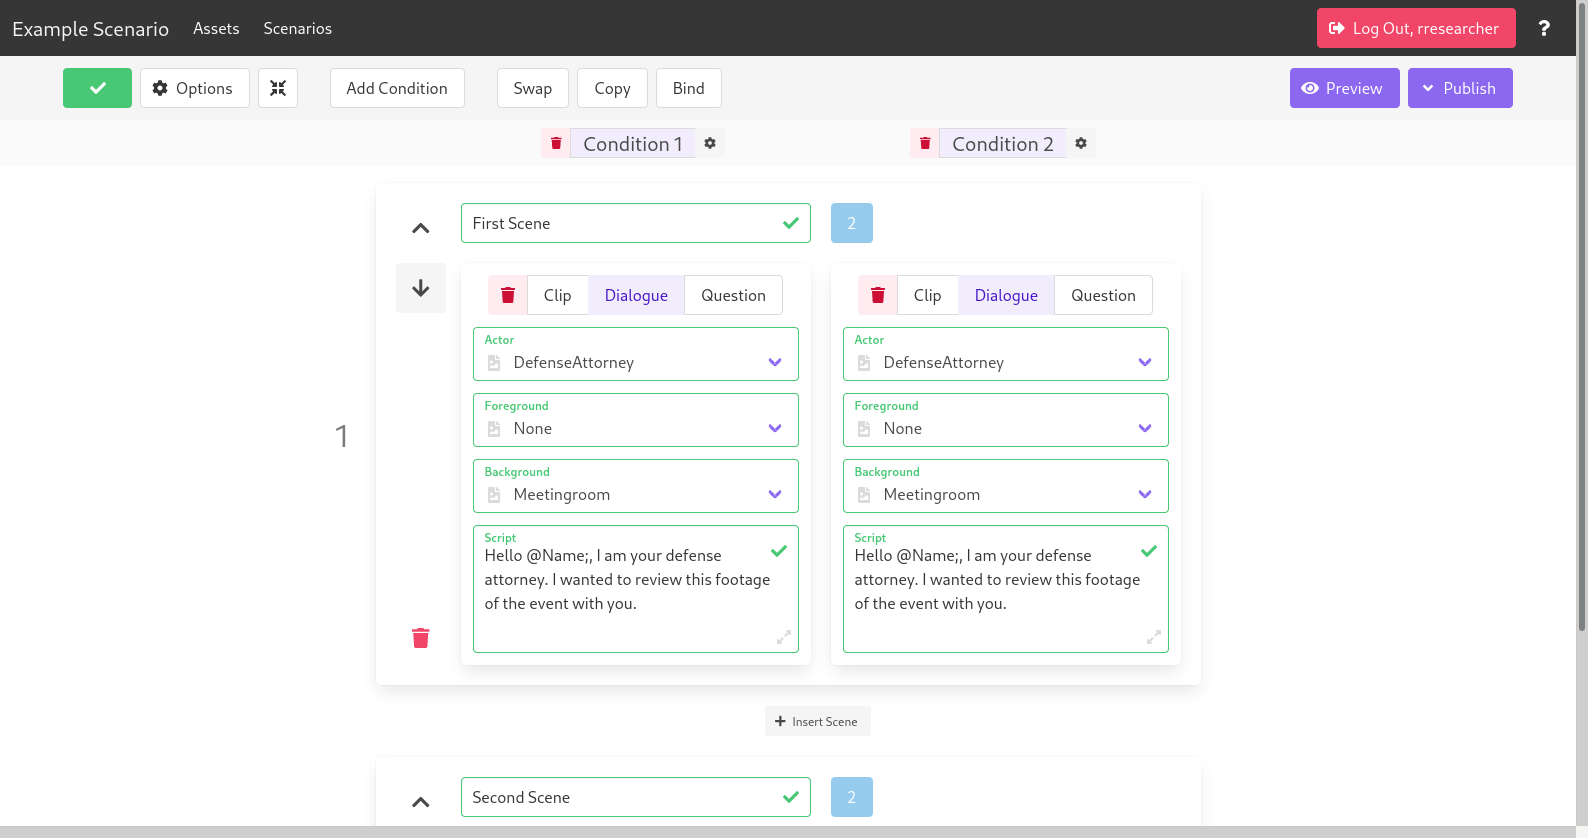 Example Scenario Assets Scenarios Log Out, rresearcher ?
Options Add Condition Swap Copy Bind Preview Publish
Condition 1 Condition 2
First Scene 2
1
Clip Dialogue Question
Actor
DefenseAttorney
Foreground
None
Background
Meetingroom
Script
Hello @Name;, I am your defense
attorney. I wanted to review this footage
of the event with you.
Clip Dialogue Question
Actor
DefenseAttorney
Foreground
None
Background
Meetingroom
Script
Hello @Name;, I am your defense
attorney. I wanted to review this footage
of the event with you.
Insert Scene
Second Scene 2